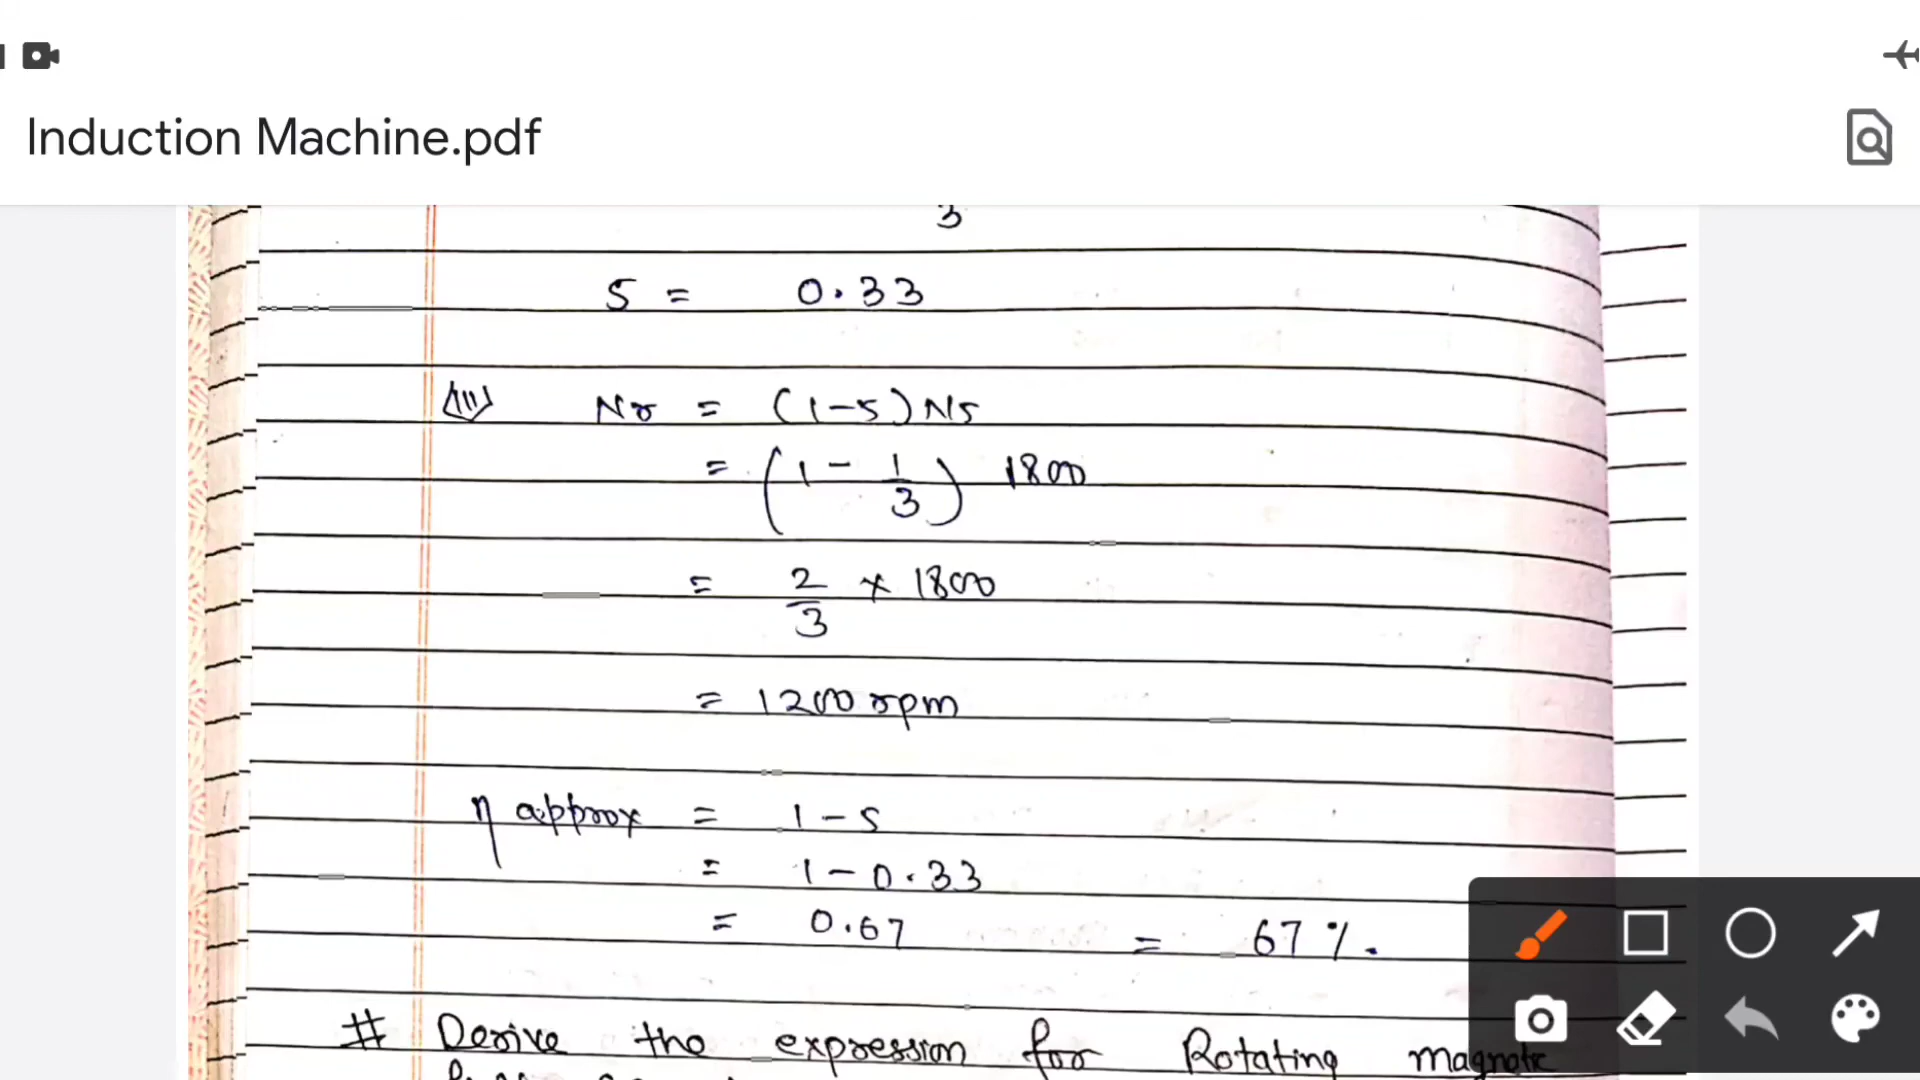 Induction Machine.pdf
3
S = 0.33
(III) Nr = (1-s) Ns
= (1 - 1/3) 1800
= 2/3 × 1800
= 1200 rpm
η approx = 1 - s
= 1 - 0.33
= 0.67 = 67 %.
# Derive the expression for Rotating magnetic